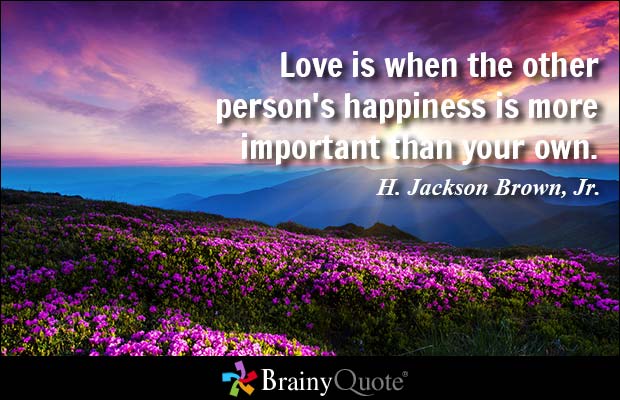 Love is when the other
person's happiness is more
important than your own.
H. Jackson Brown, Jr.
BrainyQuote®